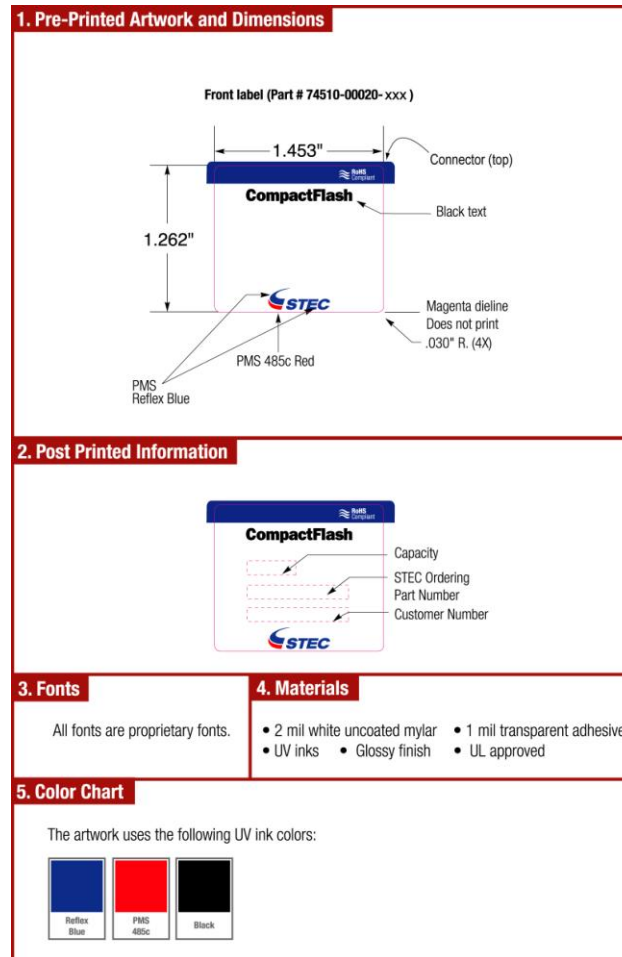 1. Pre-Printed Artwork and Dimensions
Front label (Part # 74510-00020- xxx )
1.453"
Connector (top)
RoHS
Compliant
CompactFlash
Black text
1.262"
STEC
Magenta dieline
Does not print
.030" R. (4X)
PMS 485c Red
PMS
Reflex Blue
2. Post Printed Information
RoHS
Compliant
CompactFlash
Capacity
STEC Ordering
Part Number
Customer Number
STEC
3. Fonts
All fonts are proprietary fonts.
4. Materials
• 2 mil white uncoated mylar • 1 mil transparent adhesive
• UV inks • Glossy finish • UL approved
5. Color Chart
The artwork uses the following UV ink colors:
Reflex
Blue
PMS
485c
Black